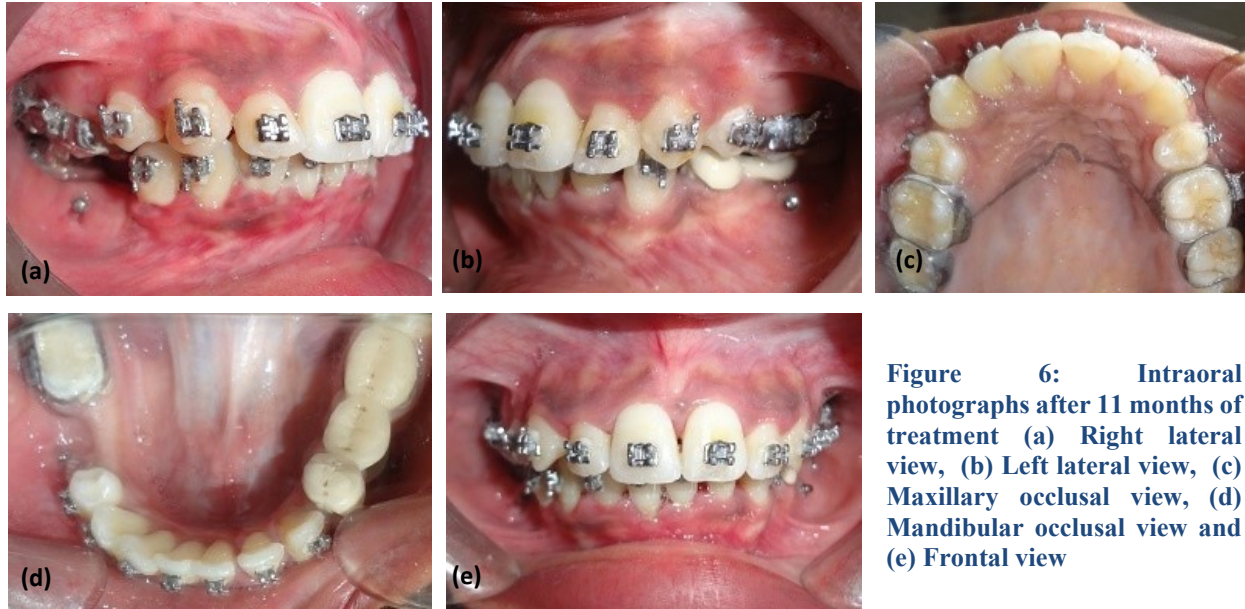 (a)
(b)
(c)
(d)
(e)
Figure 6: Intraoral
photographs after 11 months of
treatment (a) Right lateral
view, (b) Left lateral view, (c)
Maxillary occlusal view, (d)
Mandibular occlusal view and
(e) Frontal view